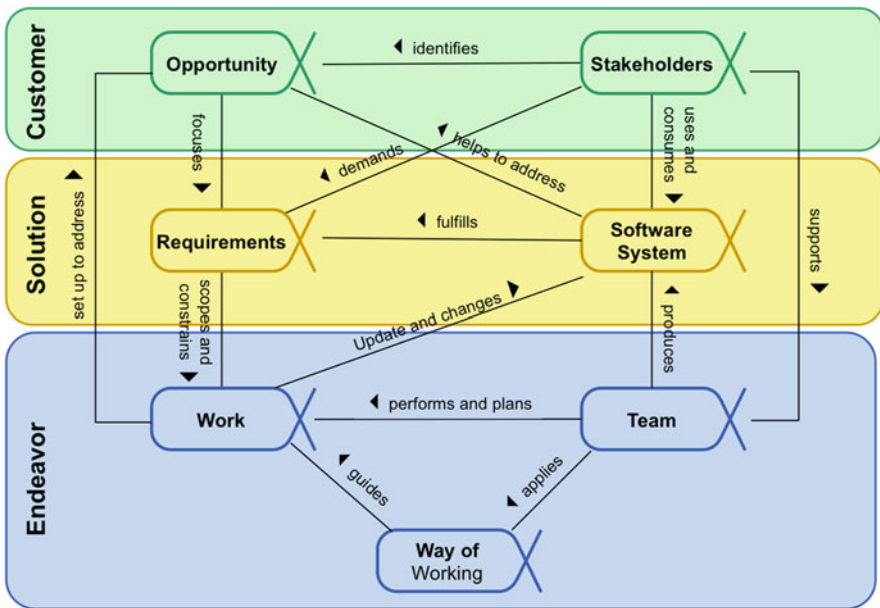 Customer
Opportunity
identifies
Stakeholders
focuses
demands
helps to address
uses and
consumes
Solution
set up to address
Requirements
fulfills
Software
System
supports
scopes and
constrains
Update and changes
produces
Endeavor
Work
performs and plans
Team
guides
applies
Way of
Working